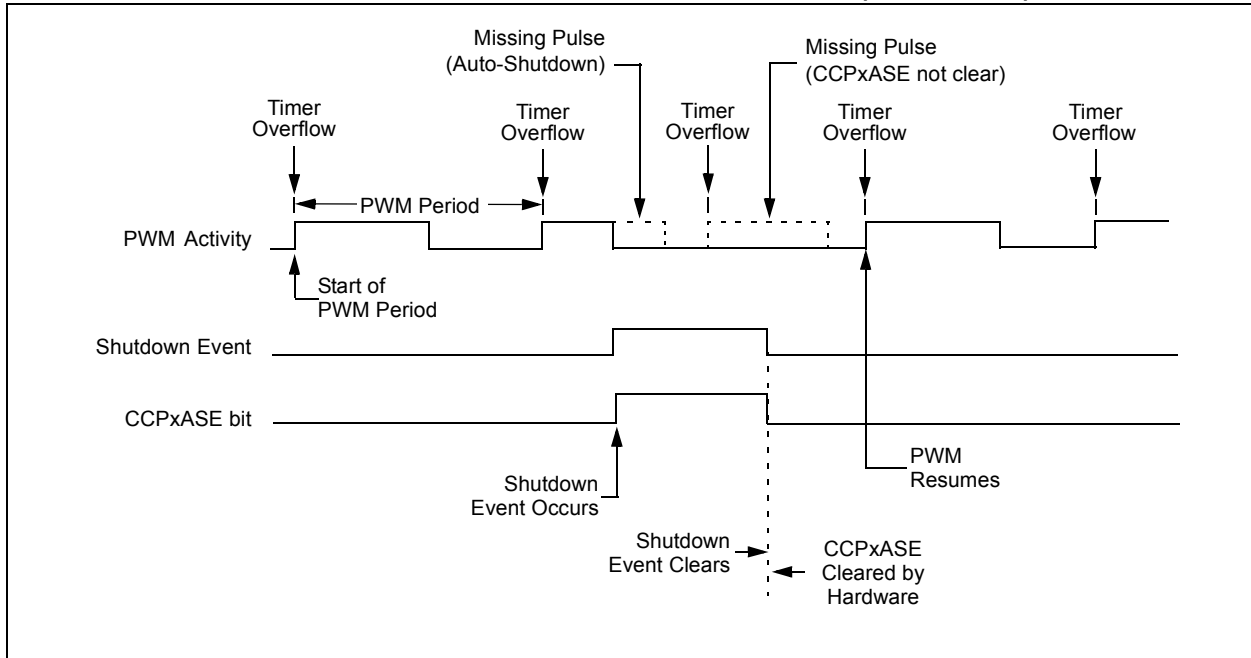 Missing Pulse
(Auto-Shutdown)
Missing Pulse
(CCPxASE not clear)
Timer
Overflow
Timer
Overflow
Timer
Overflow
Timer
Overflow
Timer
Overflow
PWM Period
PWM Activity
Start of
PWM Period
Shutdown Event
CCPxASE bit
Shutdown
Event Occurs
PWM
Resumes
Shutdown
Event Clears
CCPxASE
Cleared by
Hardware